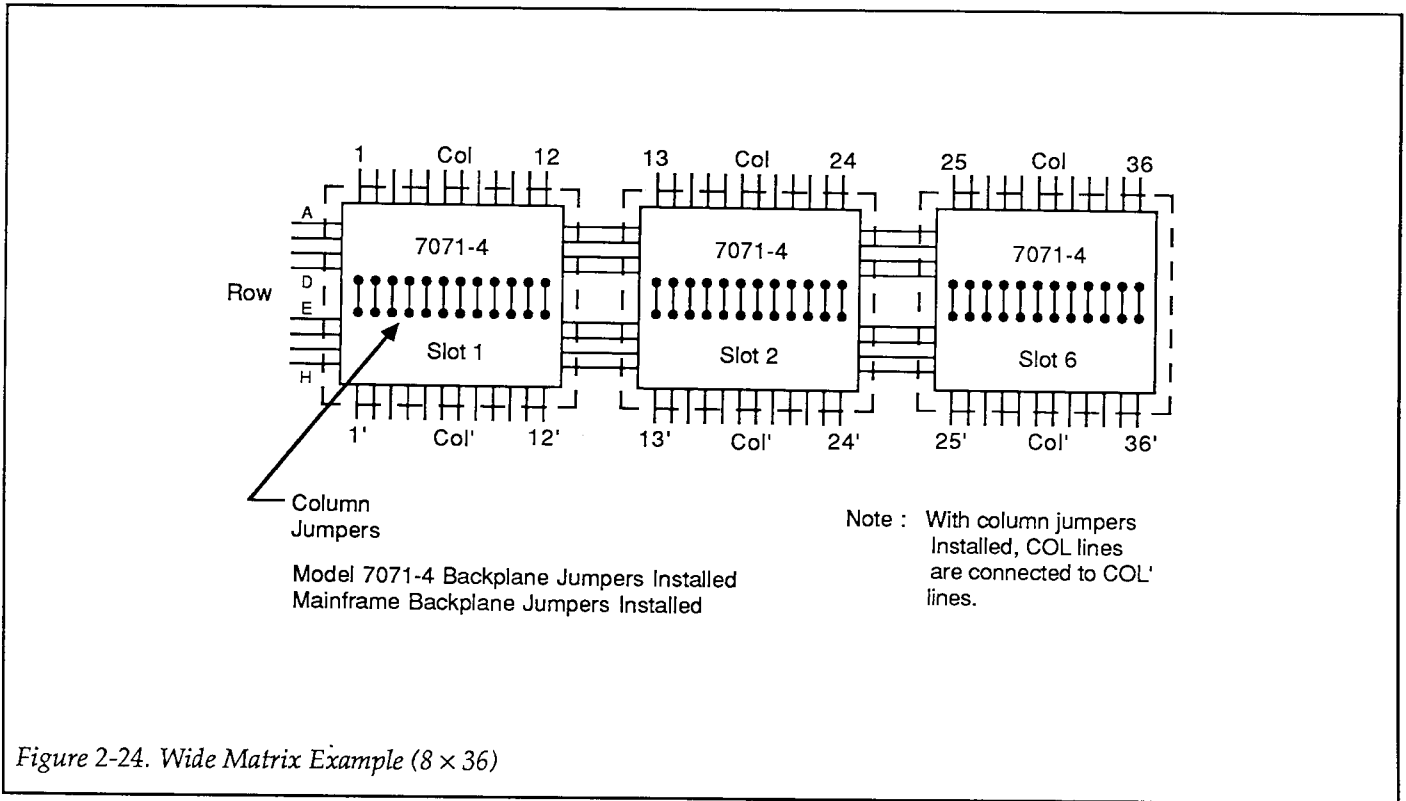 1 Col 12 13 Col 24 25 Col 36
A
7071-4 7071-4 7071-4
D
Row
E
Slot 1 Slot 2 Slot 6
H
1' Col' 12' 13' Col' 24' 25' Col' 36'
Column
Jumpers
Note : With column jumpers
Installed, COL lines
are connected to COL'
lines.
Model 7071-4 Backplane Jumpers Installed
Mainframe Backplane Jumpers Installed
Figure 2-24. Wide Matrix Example (8 × 36)